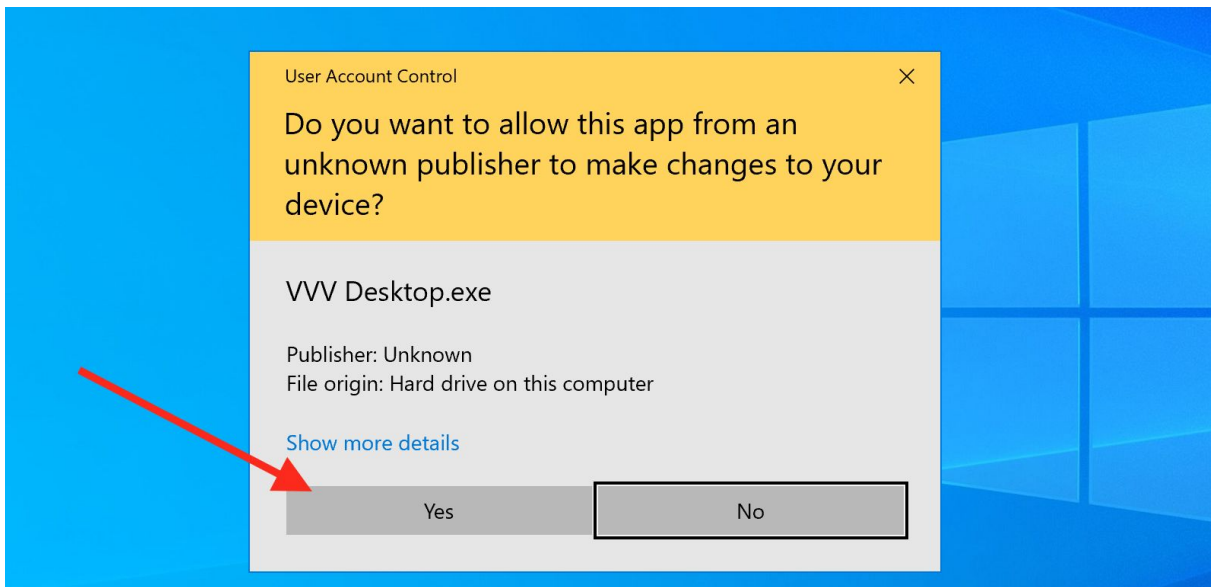 User Account Control
Do you want to allow this app from an
unknown publisher to make changes to your
device?
VVV Desktop.exe
Publisher: Unknown
File origin: Hard drive on this computer
Show more details
Yes
No